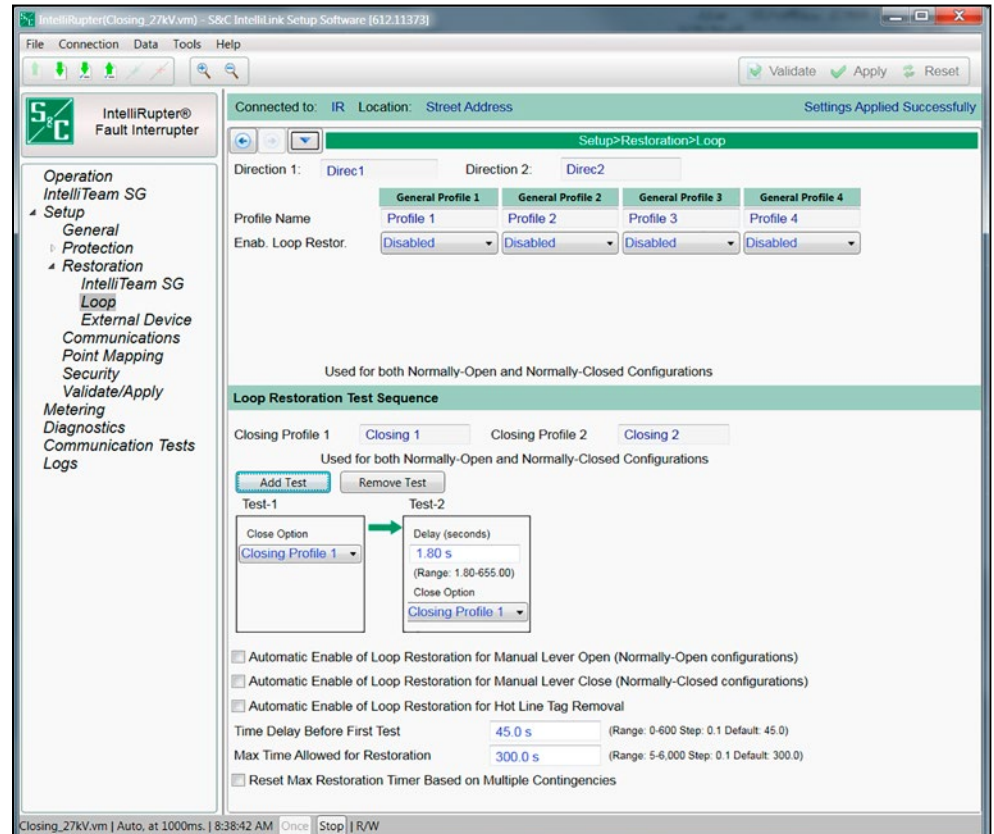 IntelliRupter(Closing_27kV.vm) - S&C IntelliLink Setup Software [612.11373]
File Connection Data Tools Help
Validate Apply Reset
S&C
IntelliRupter®
Fault Interrupter
Connected to: IR Location: Street Address Settings Applied Successfully
Setup>Restoration>Loop
Operation
IntelliTeam SG
Setup
General
Protection
Restoration
IntelliTeam SG
Loop
External Device
Communications
Point Mapping
Security
Validate/Apply
Metering
Diagnostics
Communication Tests
Logs
Direction 1: Direc1 Direction 2: Direc2
General Profile 1 General Profile 2 General Profile 3 General Profile 4
Profile Name Profile 1 Profile 2 Profile 3 Profile 4
Enab. Loop Restor. Disabled Disabled Disabled Disabled
Used for both Normally-Open and Normally-Closed Configurations
Loop Restoration Test Sequence
Closing Profile 1 Closing 1 Closing Profile 2 Closing 2
Used for both Normally-Open and Normally-Closed Configurations
Add Test Remove Test
Test-1 Test-2
Close Option
Closing Profile 1
Delay (seconds)
1.80 s
(Range: 1.80-655.00)
Close Option
Closing Profile 1
Automatic Enable of Loop Restoration for Manual Lever Open (Normally-Open configurations)
Automatic Enable of Loop Restoration for Manual Lever Close (Normally-Closed configurations)
Automatic Enable of Loop Restoration for Hot Line Tag Removal
Time Delay Before First Test 45.0 s (Range: 0-600 Step: 0.1 Default: 45.0)
Max Time Allowed for Restoration 300.0 s (Range: 5-6,000 Step: 0.1 Default: 300.0)
Reset Max Restoration Timer Based on Multiple Contingencies
Closing_27kV.vm | Auto, at 1000ms. | 8:38:42 AM Once Stop | R/W